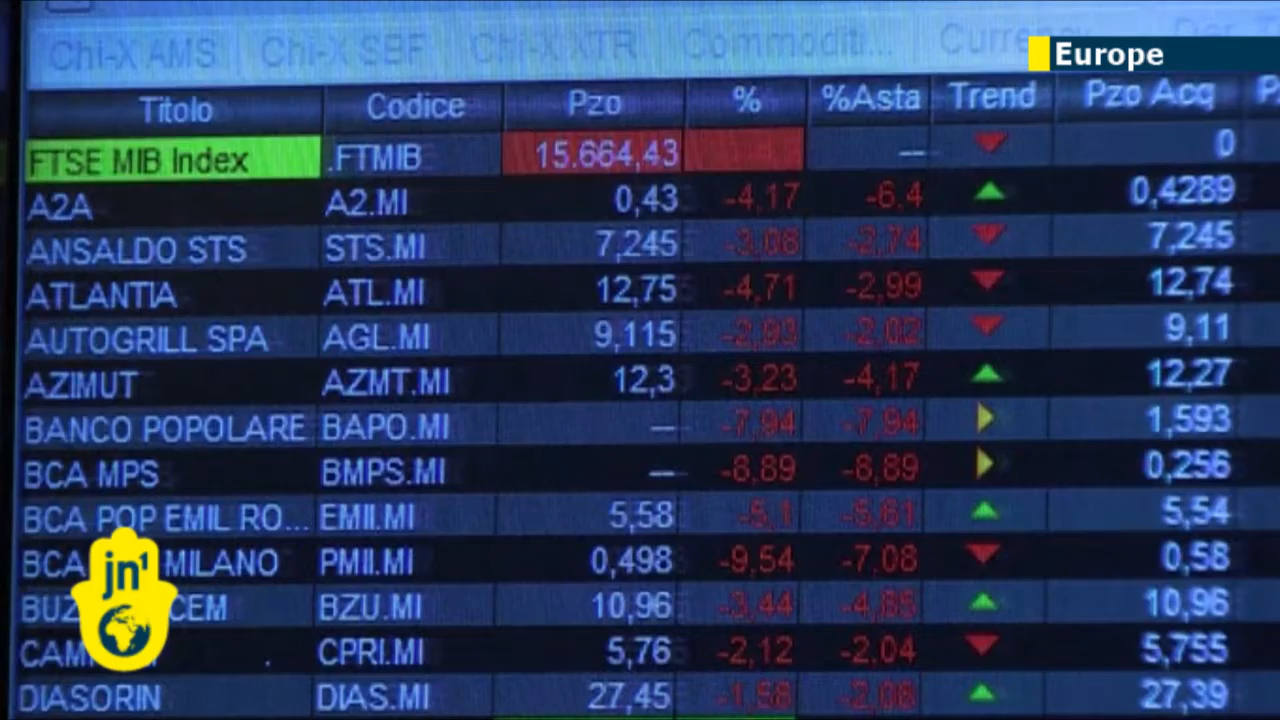 Chi-X AMS Chi-X SBF Chi-X XTR Commoditi... Curren
Europe
Titolo Codice Pzo % %Asta Trend Pzo Acq
FTSE MIB Index .FTMIB 15.664,43 -- 0
A2A A2.MI 0,43 -4,17 -6,4 0,4289
ANSALDO STS STS.MI 7,245 -3,08 -2,74 7,245
ATLANTIA ATL.MI 12,75 -4,71 -2,99 12,74
AUTOGRILL SPA AGL.MI 9,115 -2,93 -2,02 9,11
AZIMUT AZMT.MI 12,3 -3,23 -4,17 12,27
BANCO POPOLARE BAPO.MI -- -7,94 -7,94 1,593
BCA MPS BMPS.MI -- -8,89 -8,89 0,256
BCA POP EMIL RO... EMII.MI 5,58 -5,1 -5,61 5,54
BCA MILANO PMII.MI 0,498 -9,54 -7,08 0,58
BUZ CEM BZU.MI 10,96 -3,44 -4,85 10,96
CAM CPRI.MI 5,76 -2,12 -2,04 5,755
DIASORIN DIAS.MI 27,45 -1,58 -2,08 27,39
jn1